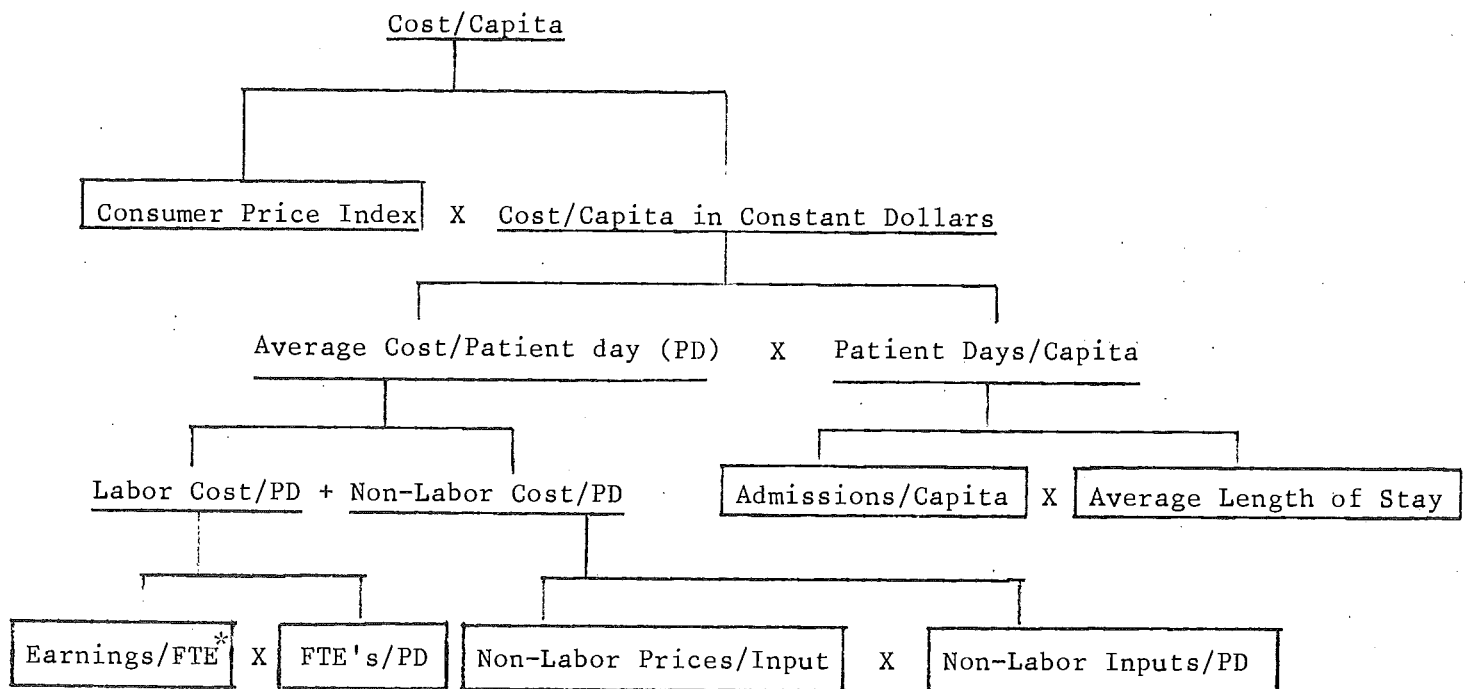 Cost/Capita
Consumer Price Index X Cost/Capita in Constant Dollars
Average Cost/Patient day (PD) X Patient Days/Capita
Labor Cost/PD + Non-Labor Cost/PD
Admissions/Capita X Average Length of Stay
Earnings/FTE* X FTE's/PD
Non-Labor Prices/Input X Non-Labor Inputs/PD